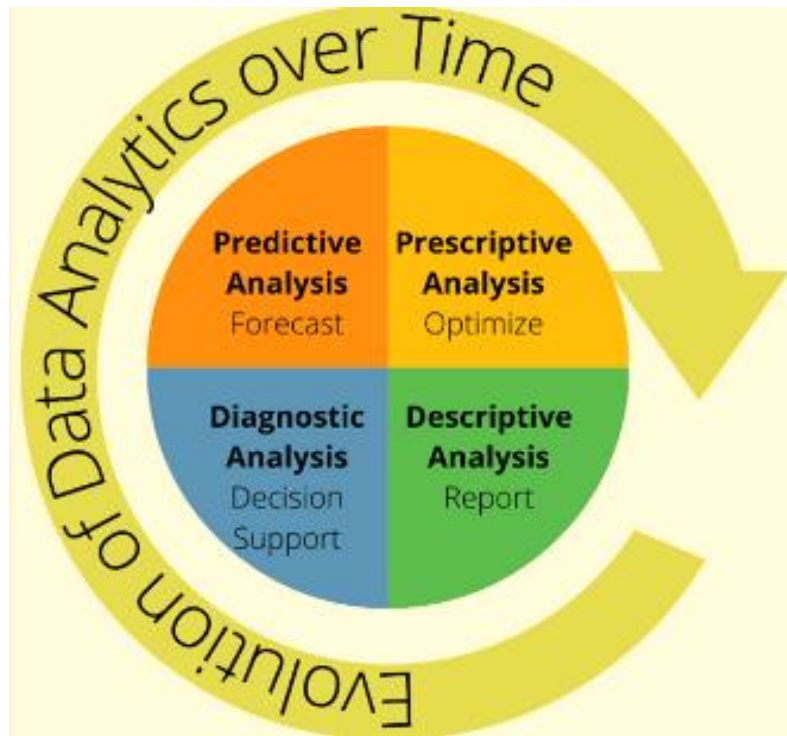 Evolution of Data Analytics over Time
Predictive
Analysis
Forecast
Prescriptive
Analysis
Optimize
Diagnostic
Analysis
Decision
Support
Descriptive
Analysis
Report